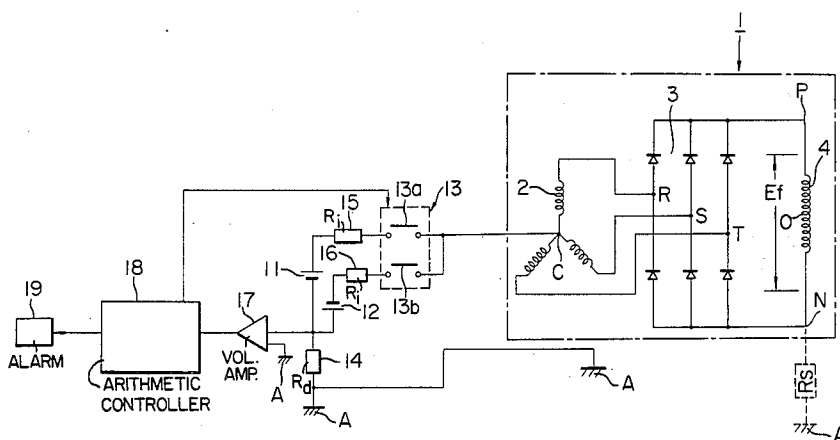 1
P
3
4
2
R
Ef
O
S
T
C
N
Rs
A
13a
13
15
Ri
16
Ri
11
12
13b
18
17
19
ALARM
VOL.
AMP.
A
Rd
14
A
A
ARITHMETIC
CONTROLLER